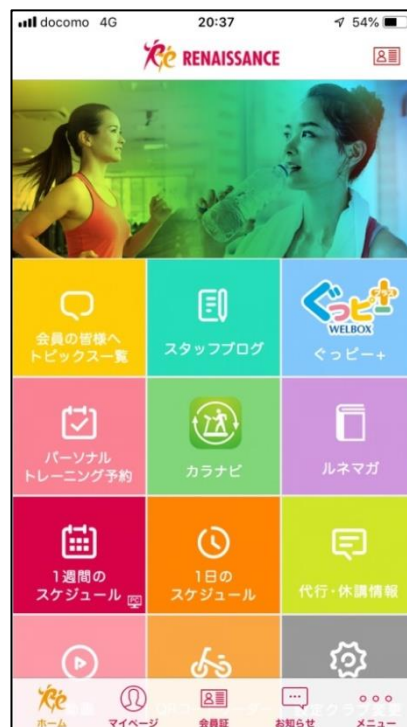 docomo 4G 20:37 54%
RENAISSANCE
会員の皆様へ
トピックス一覧
スタッフブログ
ぐっピー+
プラス
WELBOX
ぐっピー+
パーソナル
トレーニング予約
カラナビ
ルネマガ
1週間の
スケジュール
PC
1日の
スケジュール
代行・休講情報
ホーム
マイページ
会員証
お知らせ
メニュー